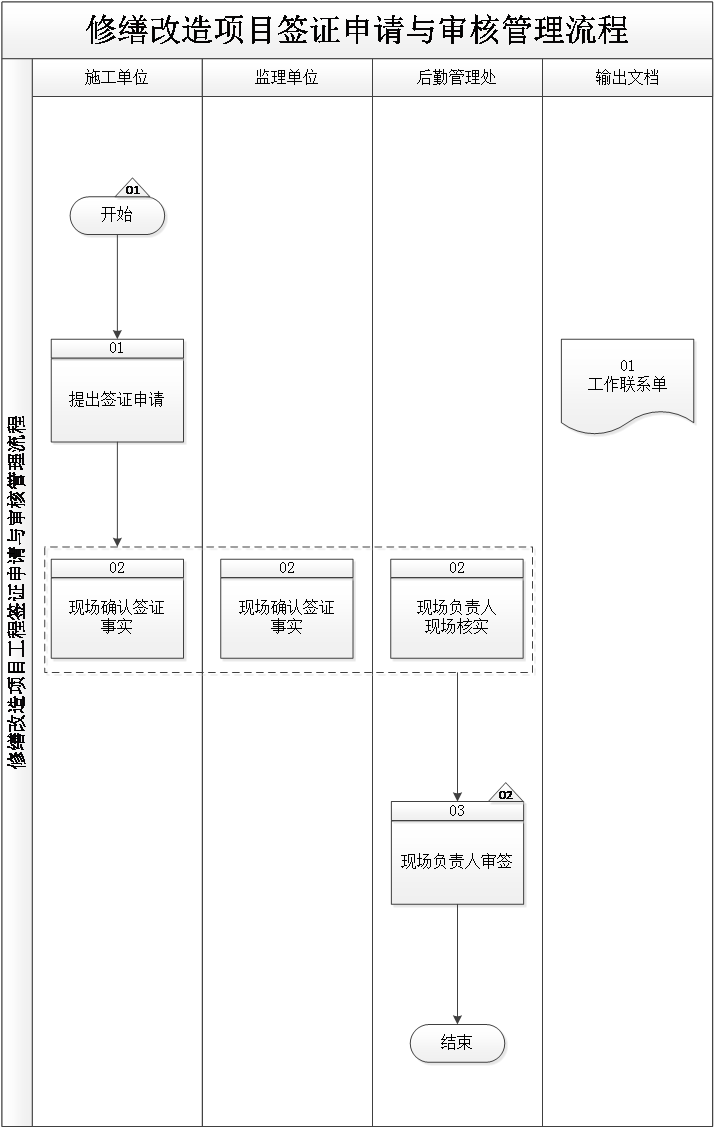 修缮改造项目签证申请与审核管理流程
施工单位
监理单位
后勤管理处
输出文档
修缮改造项目工程签证申请与审核管理流程
01
开始
01
提出签证申请
01
工作联系单
02
现场确认签证
事实
02
现场确认签证
事实
02
现场负责人
现场核实
02
03
现场负责人审签
结束